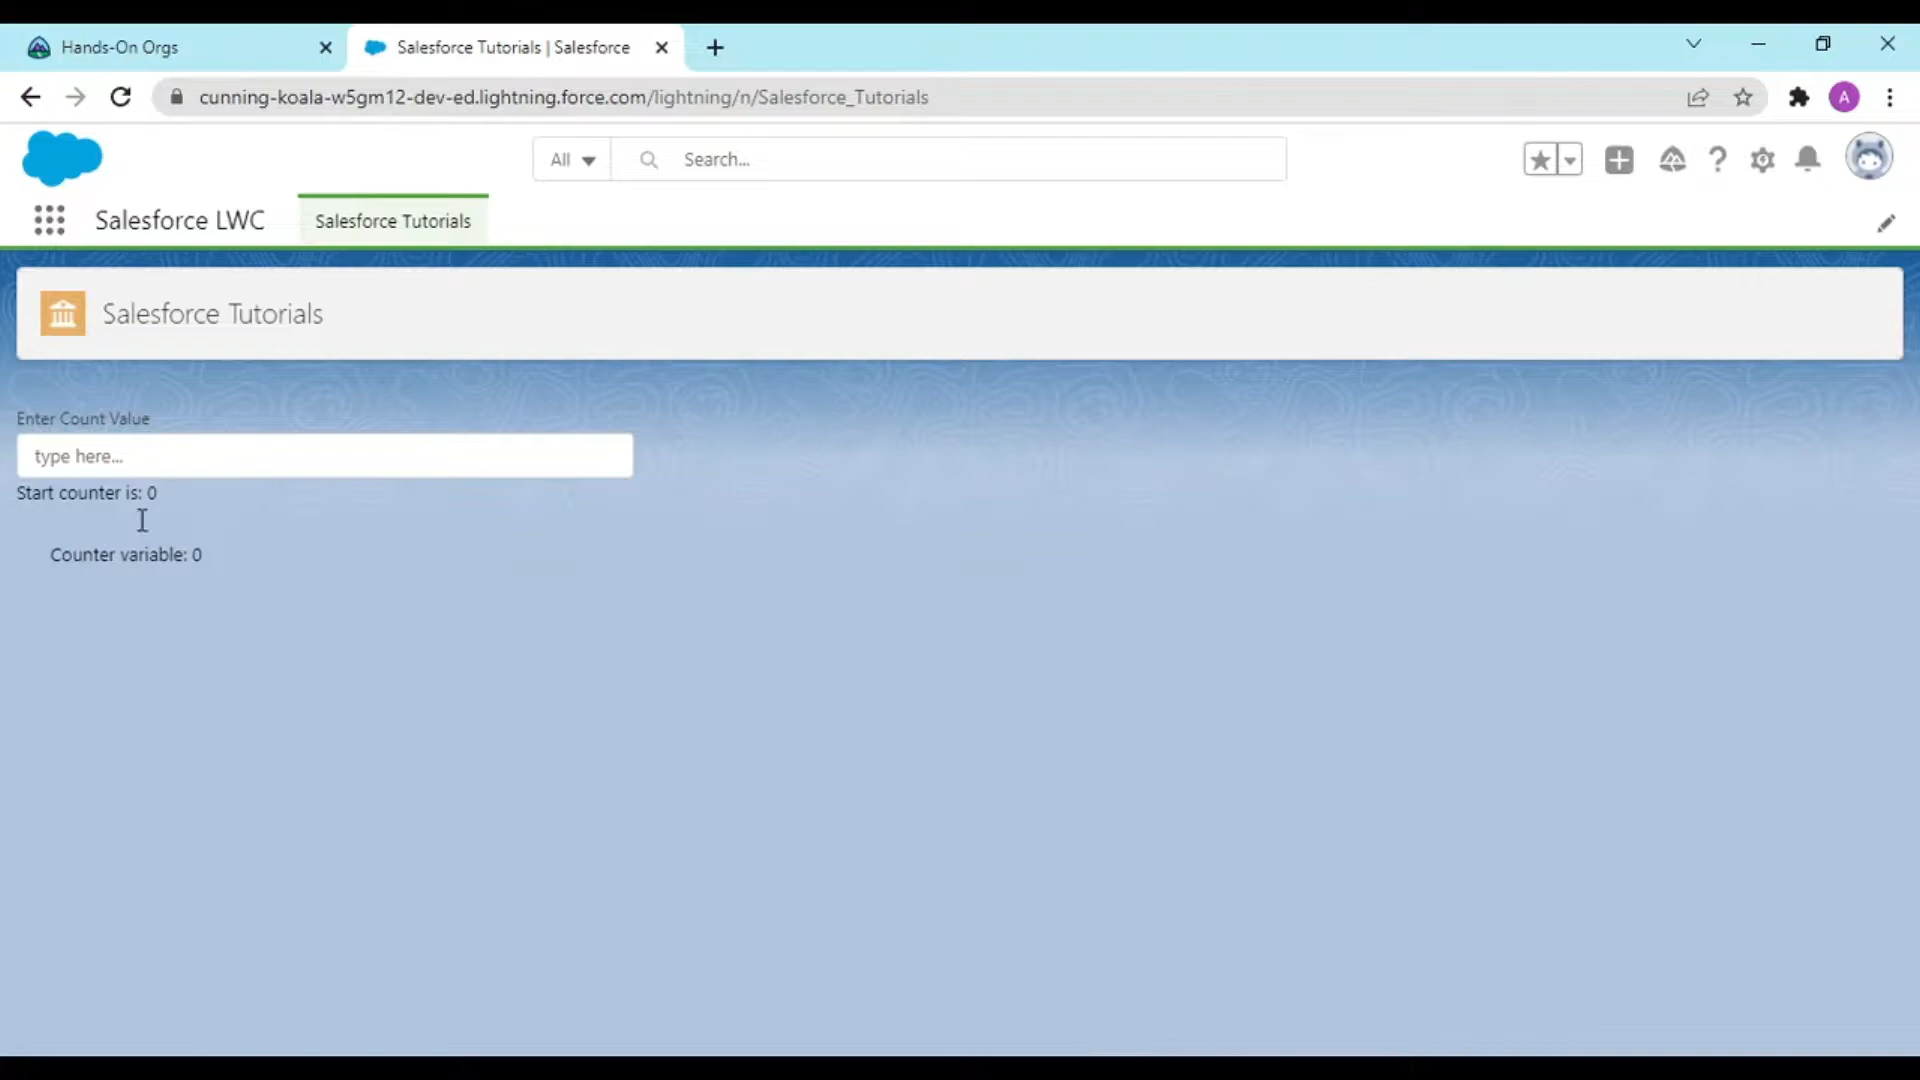 Hands-On Orgs
Salesforce Tutorials | Salesforce
cunning-koala-w5gm12-dev-ed.lightning.force.com/lightning/n/Salesforce_Tutorials
A
All
Search...
Salesforce LWC
Salesforce Tutorials
Salesforce Tutorials
Enter Count Value
type here...
Start counter is: 0
Counter variable: 0